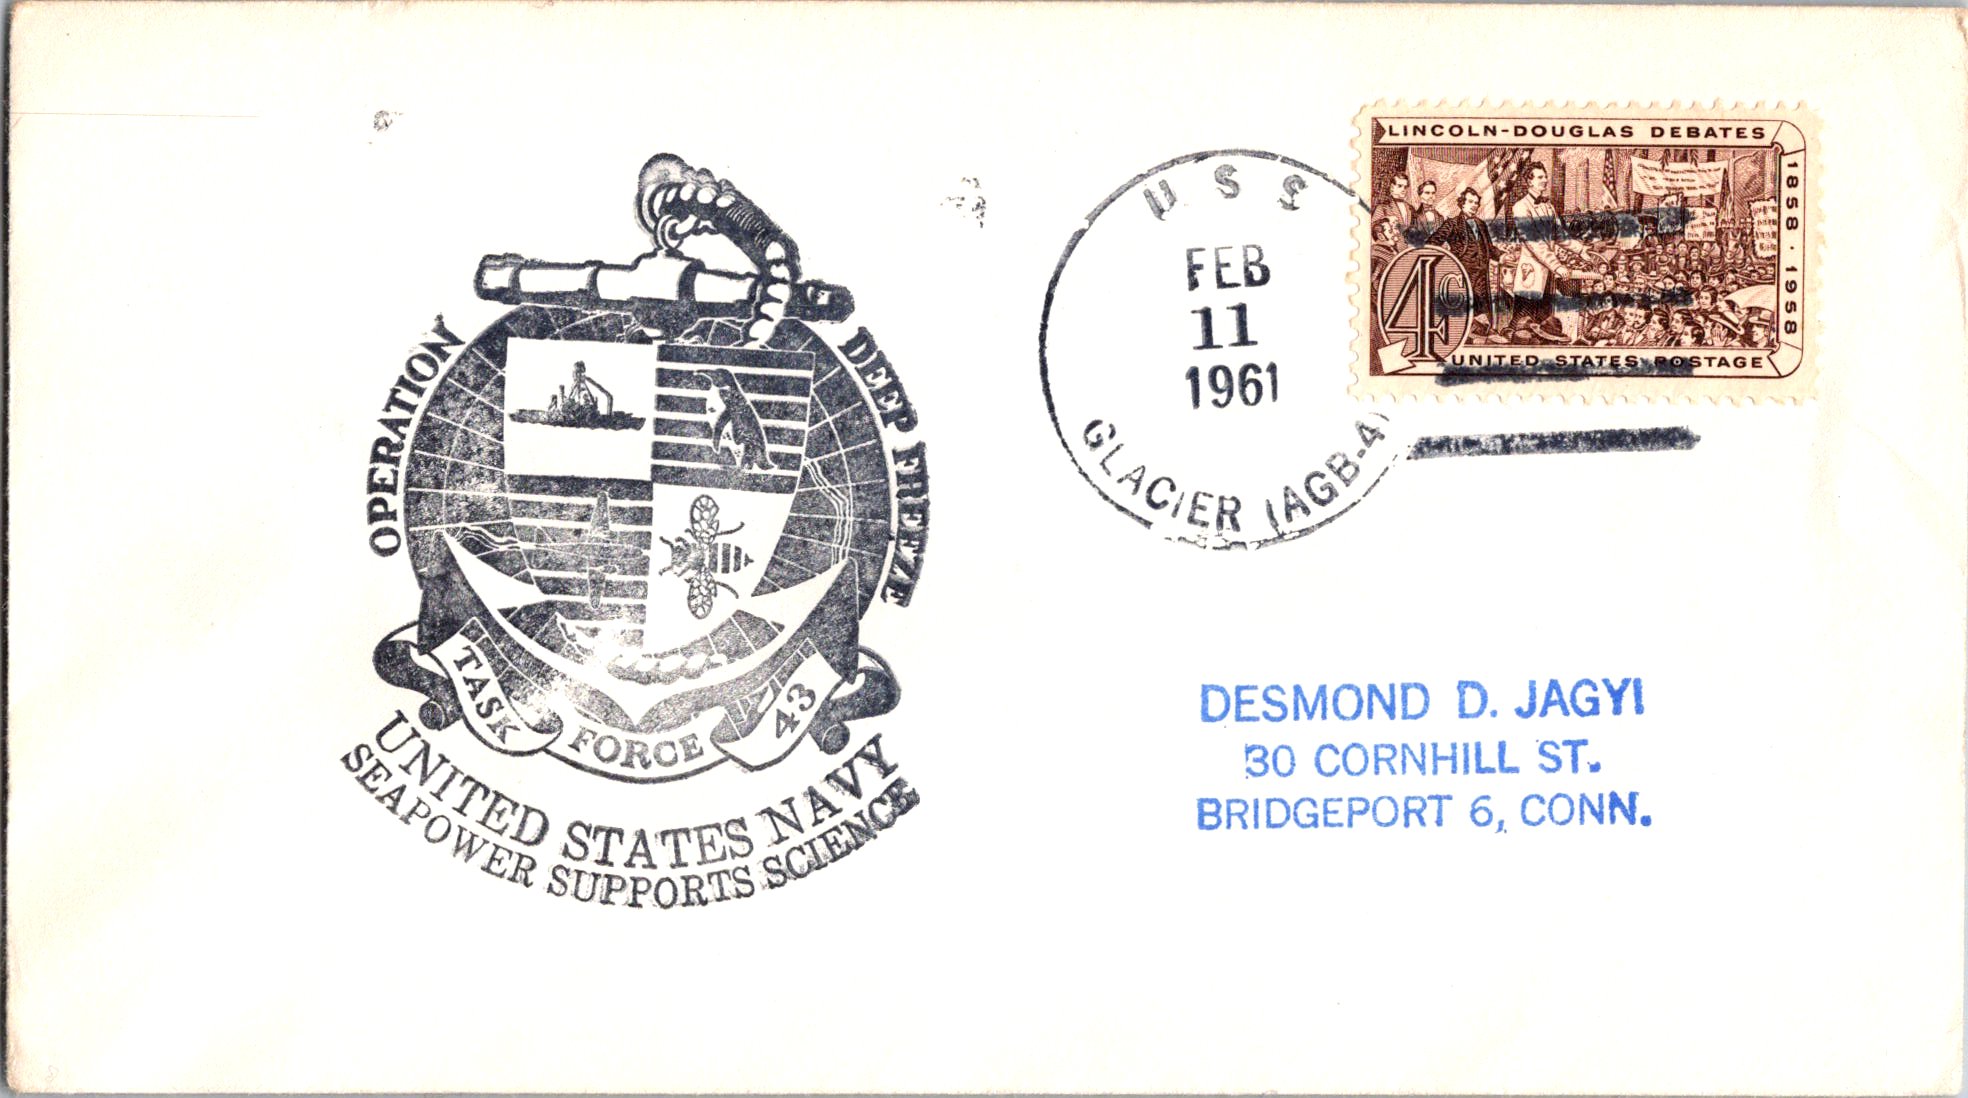 OPERATION DEEP FREEZE
TASK FORCE 43
UNITED STATES NAVY
SEAPOWER SUPPORTS SCIENCE
USS
FEB
11
1961
GLACIER (AGB-4)
LINCOLN-DOUGLAS DEBATES
1858 · 1958
4¢
UNITED STATES POSTAGE
DESMOND D. JAGYI
30 CORNHILL ST.
BRIDGEPORT 6, CONN.